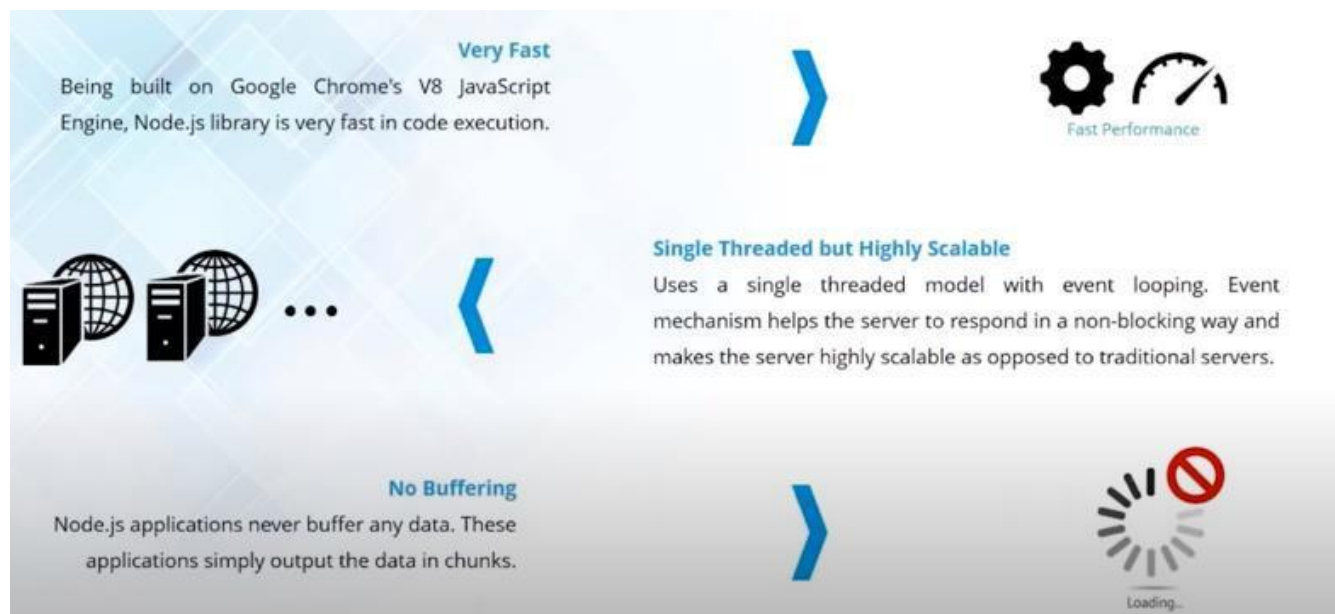 Very Fast
Being built on Google Chrome's V8 JavaScript
Engine, Node.js library is very fast in code execution.
Fast Performance
Single Threaded but Highly Scalable
Uses a single threaded model with event looping. Event
mechanism helps the server to respond in a non-blocking way and
makes the server highly scalable as opposed to traditional servers.
No Buffering
Node.js applications never buffer any data. These
applications simply output the data in chunks.
Loading...